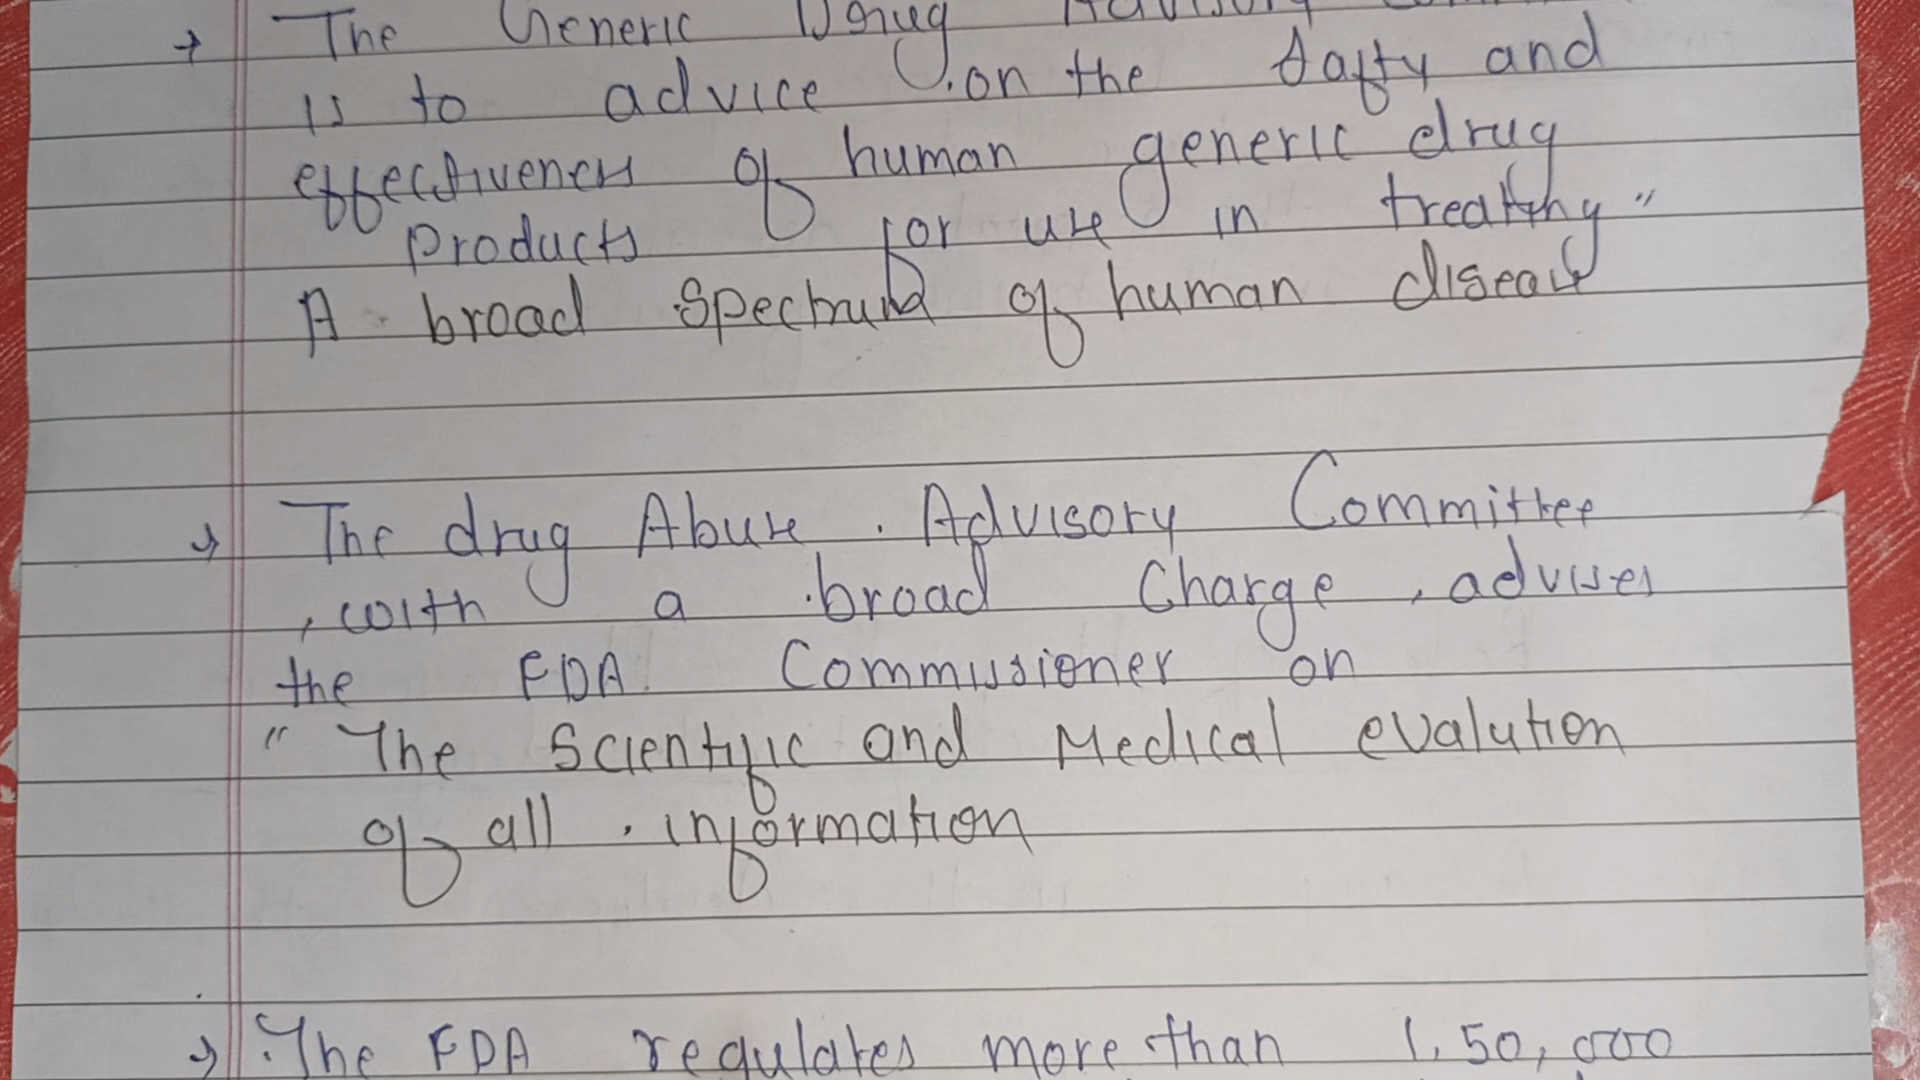 → The Generic Drug Advisory
is to advice on the safty and
effectiveness of human generic drug
products for use in treating "
A broad Spectrum of human disease
→ The drug Abuse . Advisory Committee
, with a broad Charge , advises
the FDA Commissioner on
" The Scientific and Medical evalution
of all . information
→ The FDA regulates more than 1,50,000